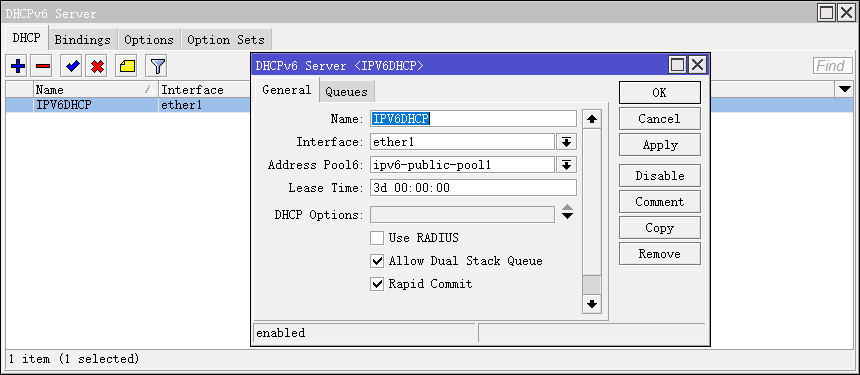 DHCPv6 Server
DHCP Bindings Options Option Sets
Find
Name Interface
IPV6DHCP ether1
DHCPv6 Server <IPV6DHCP>
General Queues
Name: IPV6DHCP
Interface: ether1
Address Pool6: ipv6-public-pool1
Lease Time: 3d 00:00:00
DHCP Options:
Use RADIUS
Allow Dual Stack Queue
Rapid Commit
OK
Cancel
Apply
Disable
Comment
Copy
Remove
enabled
1 item (1 selected)